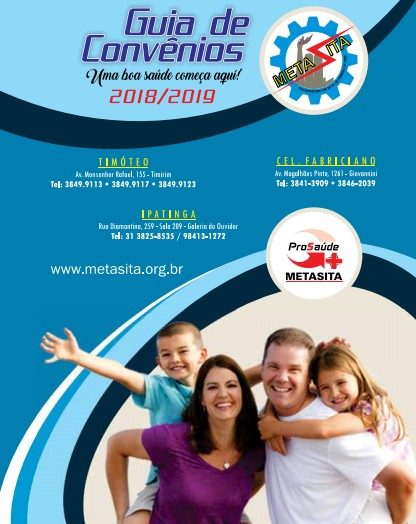 Guia de
Convênios
Uma boa saúde começa aqui!
2018/2019
METASITA
TIMÓTEO
Av. Monsenhor Rafael, 155 - Timirim
Tel: 3849.9113 • 3849.9117 • 3849.9123
CEL. FABRICIANO
Av. Magalhães Pinto, 1261 - Giovannini
Tel: 3841-3909 • 3846-2039
IPATINGA
Rua Diamantina, 259 - Sala 209 - Galeria do Ouvidor
Tel: 31 3825-8535 / 98413-1272
www.metasita.org.br
ProSaúde
METASITA